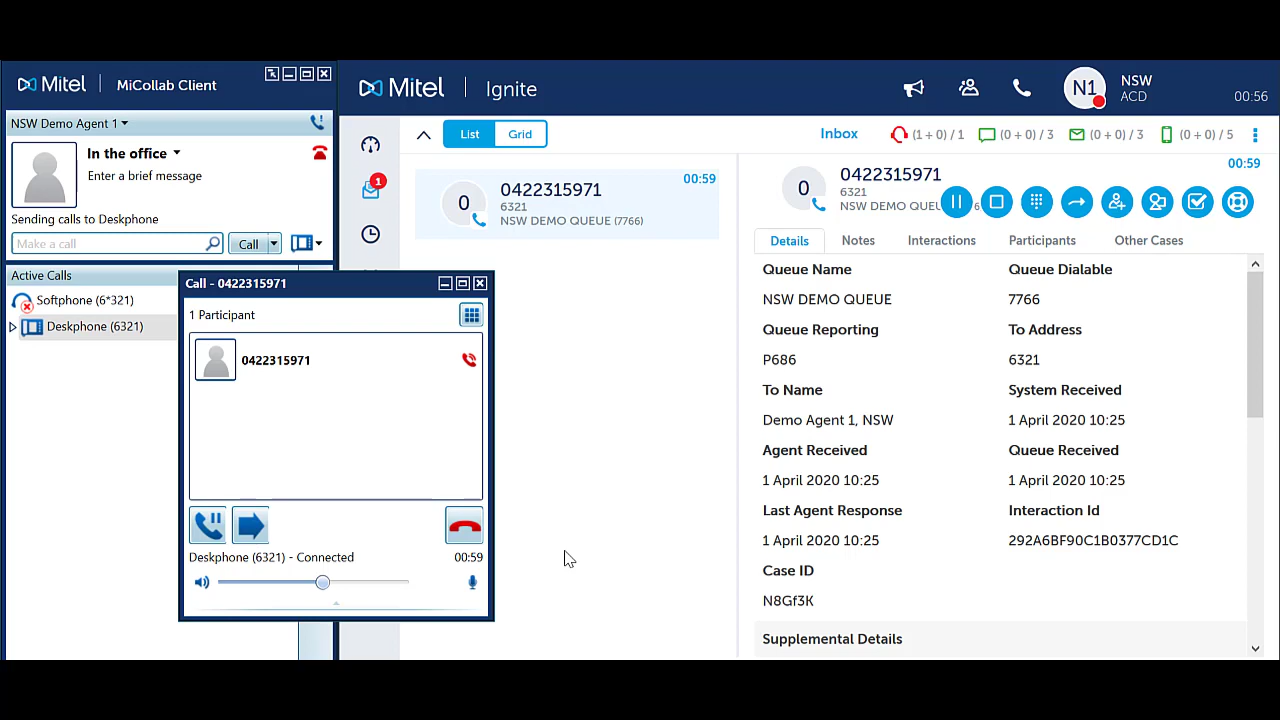 Mitel MiCollab Client
NSW Demo Agent 1
In the office
Enter a brief message
Sending calls to Deskphone
Make a call
Call
Active Calls
Softphone (6*321)
Deskphone (6321)
Call - 0422315971
1 Participant
0422315971
Deskphone (6321) - Connected 00:59
Mitel Ignite
N1
NSW
ACD
00:56
1
List Grid
Inbox (1 + 0) / 1 (0 + 0) / 3 (0 + 0) / 3 (0 + 0) / 5
0
0422315971 00:59
6321
NSW DEMO QUEUE (7766)
00:59
0
0422315971
6321
NSW DEMO QUEUE
Details Notes Interactions Participants Other Cases
Queue Name Queue Dialable
NSW DEMO QUEUE 7766
Queue Reporting To Address
P686 6321
To Name System Received
Demo Agent 1, NSW 1 April 2020 10:25
Agent Received Queue Received
1 April 2020 10:25 1 April 2020 10:25
Last Agent Response Interaction Id
1 April 2020 10:25 292A6BF90C1B0377CD1C
Case ID
N8Gf3K
Supplemental Details